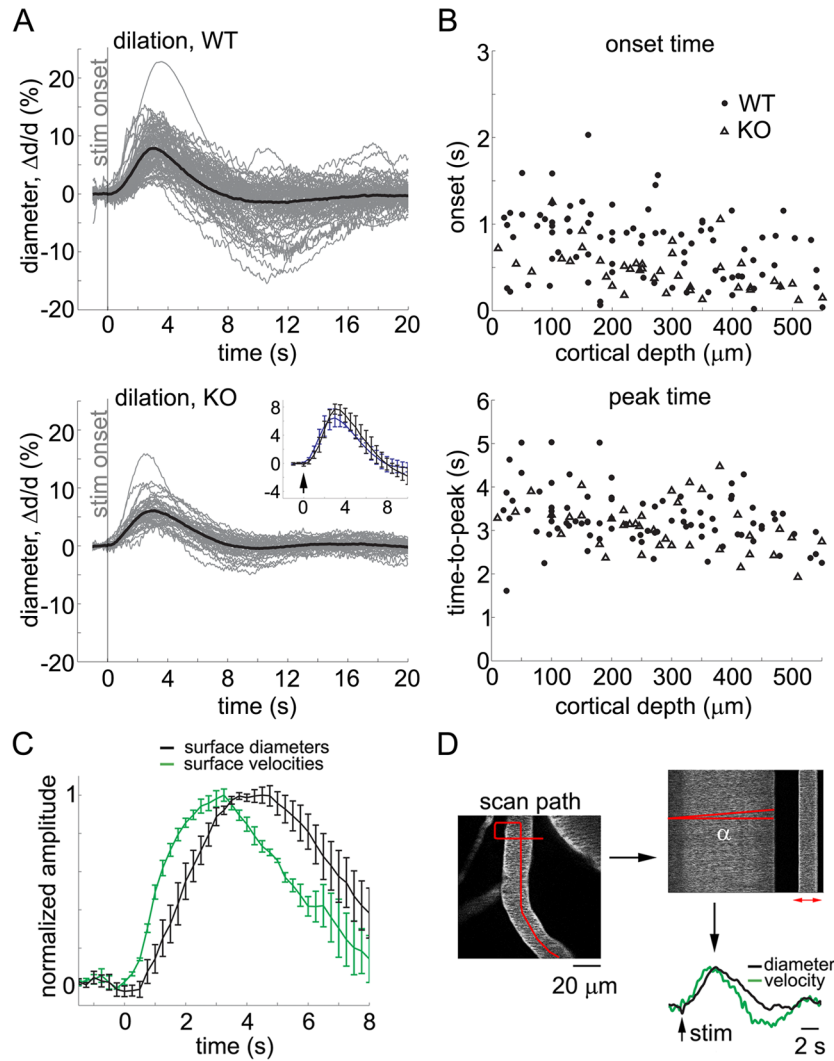 A
dilation, WT
stim onset
diameter, Δd/d (%)
20
10
0
-10
-20
0 4 8 12 16 20
time (s)
B
onset time
WT
KO
onset (s)
3
2
1
0
0 100 200 300 400 500
cortical depth (μm)
dilation, KO
stim onset
diameter, Δd/d (%)
20
10
0
-10
-20
0 4 8 12 16 20
time (s)
8
4
0
-4
0 4 8
peak time
time-to-peak (s)
6
5
4
3
2
1
0
0 100 200 300 400 500
cortical depth (μm)
C
surface diameters
surface velocities
normalized amplitude
1
0
0 2 4 6 8
time (s)
D
scan path
20 μm
α
diameter
velocity
stim
2 s